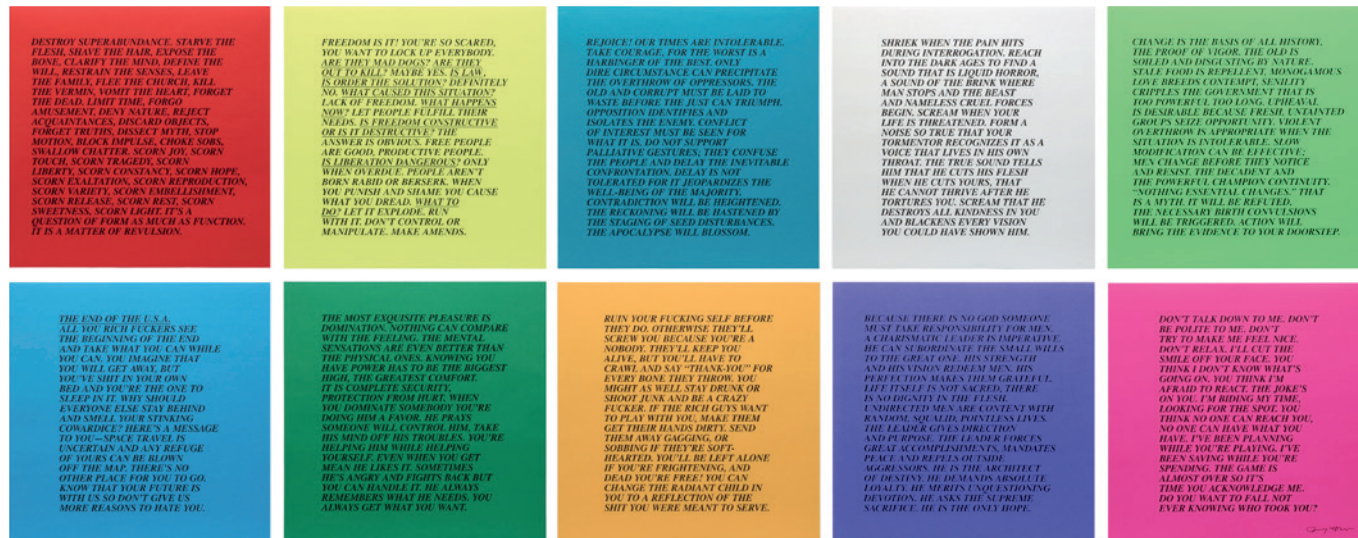 DESTROY SUPERABUNDANCE. STARVE THE
FLESH, SHAVE THE HAIR, EXPOSE THE
BONE, CLARIFY THE MIND, DEFINE THE
WILL, RESTRAIN THE SENSES, LEAVE
THE FAMILY, FLEE THE CHURCH, KILL
THE VERMIN, VOMIT THE HEART, FORGET
THE DEAD. LIMIT TIME, FORGO
AMUSEMENT, DENY NATURE, REJECT
ACQUAINTANCES, DISCARD OBJECTS,
FORGET TRUTHS, DISSECT MYTH, STOP
MOTION, BLOCK IMPULSE, CHOKE SOBS,
SWALLOW CHATTER. SCORN JOY, SCORN
TOUCH, SCORN TRAGEDY, SCORN
LIBERTY, SCORN CONSTANCY, SCORN HOPE,
SCORN EXALTATION, SCORN REPRODUCTION,
SCORN VARIETY, SCORN EMBELLISHMENT,
SCORN RELEASE, SCORN REST, SCORN
SWEETNESS, SCORN LIGHT. IT'S A
QUESTION OF FORM AS MUCH AS FUNCTION.
IT IS A MATTER OF REVULSION.
FREEDOM IS IT! YOU'RE SO SCARED,
YOU WANT TO LOCK UP EVERYBODY.
ARE THEY MAD DOGS? ARE THEY
OUT TO KILL? MAYBE YES. IS LAW,
IS ORDER THE SOLUTION? DEFINITELY
NO. WHAT CAUSED THIS SITUATION?
LACK OF FREEDOM. WHAT HAPPENS
NOW? LET PEOPLE FULFILL THEIR
NEEDS. IS FREEDOM CONSTRUCTIVE
OR IS IT DESTRUCTIVE? THE
ANSWER IS OBVIOUS. FREE PEOPLE
ARE GOOD, PRODUCTIVE PEOPLE.
IS LIBERATION DANGEROUS? ONLY
WHEN OVERDUE. PEOPLE AREN'T
BORN RABID OR BERSERK. WHEN
YOU PUNISH AND SHAME YOU CAUSE
WHAT YOU DREAD. WHAT TO
DO? LET IT EXPLODE. RUN
WITH IT. DON'T CONTROL OR
MANIPULATE. MAKE AMENDS.
REJOICE! OUR TIMES ARE INTOLERABLE.
TAKE COURAGE, FOR THE WORST IS A
HARBINGER OF THE BEST. ONLY
DIRE CIRCUMSTANCE CAN PRECIPITATE
THE OVERTHROW OF OPPRESSORS. THE
OLD AND CORRUPT MUST BE LAID TO
WASTE BEFORE THE JUST CAN TRIUMPH.
OPPOSITION IDENTIFIES AND
ISOLATES THE ENEMY. CONFLICT
OF INTEREST MUST BE SEEN FOR
WHAT IT IS. DO NOT SUPPORT
PALLIATIVE GESTURES; THEY CONFUSE
THE PEOPLE AND DELAY THE INEVITABLE
CONFRONTATION. DELAY IS NOT
TOLERATED FOR IT JEOPARDIZES THE
WELL-BEING OF THE MAJORITY.
CONTRADICTION WILL BE HEIGHTENED.
THE RECKONING WILL BE HASTENED BY
THE STAGING OF SEED DISTURBANCES.
THE APOCALYPSE WILL BLOSSOM.
SHRIEK WHEN THE PAIN HITS
DURING INTERROGATION. REACH
INTO THE DARK AGES TO FIND A
SOUND THAT IS LIQUID HORROR,
A SOUND OF THE BRINK WHERE
MAN STOPS AND THE BEAST
AND NAMELESS CRUEL FORCES
BEGIN. SCREAM WHEN YOUR
LIFE IS THREATENED. FORM A
NOISE SO TRUE THAT YOUR
TORMENTOR RECOGNIZES IT AS A
VOICE THAT LIVES IN HIS OWN
THROAT. THE TRUE SOUND TELLS
HIM THAT HE CUTS HIS FLESH
WHEN HE CUTS YOURS, THAT
HE CANNOT THRIVE AFTER HE
TORTURES YOU. SCREAM THAT HE
DESTROYS ALL KINDNESS IN YOU
AND BLACKENS EVERY VISION
YOU COULD HAVE SHOWN HIM.
CHANGE IS THE BASIS OF ALL HISTORY,
THE PROOF OF VIGOR. THE OLD IS
SOILED AND DISGUSTING BY NATURE.
STALE FOOD IS REPELLENT, MONOGAMOUS
LOVE BREEDS CONTEMPT, SENILITY
CRIPPLES THE GOVERNMENT THAT IS
TOO POWERFUL TOO LONG. UPHEAVAL
IS DESIRABLE BECAUSE FRESH, UNTAINTED
GROUPS SEIZE OPPORTUNITY. VIOLENT
OVERTHROW IS APPROPRIATE WHEN THE
SITUATION IS INTOLERABLE. SLOW
MODIFICATION CAN BE EFFECTIVE;
MEN CHANGE BEFORE THEY NOTICE
AND RESIST. THE DECADENT AND
THE POWERFUL CHAMPION CONTINUITY.
"NOTHING ESSENTIAL CHANGES." THAT
IS A MYTH. IT WILL BE REFUTED.
THE NECESSARY BIRTH CONVULSIONS
WILL BE TRIGGERED. ACTION WILL
BRING THE EVIDENCE TO YOUR DOORSTEP.
THE END OF THE U.S.A.
ALL YOU RICH FUCKERS SEE
THE BEGINNING OF THE END
AND TAKE WHAT YOU CAN WHILE
YOU CAN. YOU IMAGINE THAT
YOU WILL GET AWAY, BUT
YOU'VE SHIT IN YOUR OWN
BED AND YOU'RE THE ONE TO
SLEEP IN IT. WHY SHOULD
EVERYONE ELSE STAY BEHIND
AND SMELL YOUR STINKING
COWARDICE? HERE'S A MESSAGE
TO YOU—SPACE TRAVEL IS
UNCERTAIN AND ANY REFUGE
OF YOURS CAN BE BLOWN
OFF THE MAP. THERE'S NO
OTHER PLACE FOR YOU TO GO.
KNOW THAT YOUR FUTURE IS
WITH US SO DON'T GIVE US
MORE REASONS TO HATE YOU.
THE MOST EXQUISITE PLEASURE IS
DOMINATION. NOTHING CAN COMPARE
WITH THE FEELING. THE MENTAL
SENSATIONS ARE EVEN BETTER THAN
THE PHYSICAL ONES. KNOWING YOU
HAVE POWER HAS TO BE THE BIGGEST
HIGH, THE GREATEST COMFORT.
IT IS COMPLETE SECURITY,
PROTECTION FROM HURT. WHEN
YOU DOMINATE SOMEBODY YOU'RE
DOING HIM A FAVOR. HE PRAYS
SOMEONE WILL CONTROL HIM, TAKE
HIS MIND OFF HIS TROUBLES. YOU'RE
HELPING HIM WHILE HELPING
YOURSELF. EVEN WHEN YOU GET
MEAN HE LIKES IT. SOMETIMES
HE'S ANGRY AND FIGHTS BACK BUT
YOU CAN HANDLE IT. HE ALWAYS
REMEMBERS WHAT HE NEEDS. YOU
ALWAYS GET WHAT YOU WANT.
RUIN YOUR FUCKING SELF BEFORE
THEY DO. OTHERWISE THEY'LL
SCREW YOU BECAUSE YOU'RE A
NOBODY. THEY'LL KEEP YOU
ALIVE, BUT YOU'LL HAVE TO
CRAWL AND SAY "THANK-YOU" FOR
EVERY BONE THEY THROW. YOU
MIGHT AS WELL STAY DRUNK OR
SHOOT JUNK AND BE A CRAZY
FUCKER. IF THE RICH GUYS WANT
TO PLAY WITH YOU, MAKE THEM
GET THEIR HANDS DIRTY. SEND
THEM AWAY GAGGING, OR
SOBBING IF THEY'RE SOFT-
HEARTED. YOU'LL BE LEFT ALONE
IF YOU'RE FRIGHTENING, AND
DEAD YOU'RE FREE! YOU CAN
CHANGE THE RADIANT CHILD IN
YOU TO A REFLECTION OF THE
SHIT YOU WERE MEANT TO SERVE.
BECAUSE THERE IS NO GOD SOMEONE
MUST TAKE RESPONSIBILITY FOR MEN.
A CHARISMATIC LEADER IS IMPERATIVE.
HE CAN SUBORDINATE THE SMALL WILLS
TO THE GREAT ONE. HIS STRENGTH
AND HIS VISION REDEEM MEN. HIS
PERFECTION MAKES THEM GRATEFUL.
LIFE ITSELF IS NOT SACRED, THERE
IS NO DIGNITY IN THE FLESH.
UNDIRECTED MEN ARE CONTENT WITH
RANDOM, SQUALID, POINTLESS LIVES.
THE LEADER GIVES DIRECTION
AND PURPOSE. THE LEADER FORCES
GREAT ACCOMPLISHMENTS, MANDATES
PEACE AND REPELS OUTSIDE
AGGRESSORS. HE IS THE ARCHITECT
OF DESTINY. HE DEMANDS ABSOLUTE
LOYALTY. HE MERITS UNQUESTIONING
DEVOTION. HE ASKS THE SUPREME
SACRIFICE. HE IS THE ONLY HOPE.
DON'T TALK DOWN TO ME. DON'T
BE POLITE TO ME. DON'T
TRY TO MAKE ME FEEL NICE.
DON'T RELAX. I'LL CUT THE
SMILE OFF YOUR FACE. YOU
THINK I DON'T KNOW WHAT'S
GOING ON. YOU THINK I'M
AFRAID TO REACT. THE JOKE'S
ON YOU. I'M BIDING MY TIME,
LOOKING FOR THE SPOT. YOU
THINK NO ONE CAN REACH YOU,
NO ONE CAN HAVE WHAT YOU
HAVE. I'VE BEEN PLANNING
WHILE YOU'RE PLAYING. I'VE
BEEN SAVING WHILE YOU'RE
SPENDING. THE GAME IS
ALMOST OVER SO IT'S
TIME YOU ACKNOWLEDGE ME.
DO YOU WANT TO FALL NOT
EVER KNOWING WHO TOOK YOU?